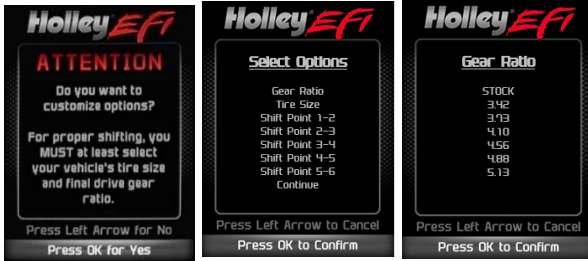 Holley EFI
ATTENTION
Do you want to
customize options?
For proper shifting, you
MUST at least select
your vehicle's tire size
and final drive gear
ratio.
Press Left Arrow for No
Press OK for Yes
Holley EFI
Select Options
Gear Ratio
Tire Size
Shift Point 1-2
Shift Point 2-3
Shift Point 3-4
Shift Point 4-5
Shift Point 5-6
Continue
Press Left Arrow to Cancel
Press OK to Confirm
Holley EFI
Gear Ratio
STOCK
3.42
3.73
4.10
4.56
4.88
5.13
Press Left Arrow to Cancel
Press OK to Confirm